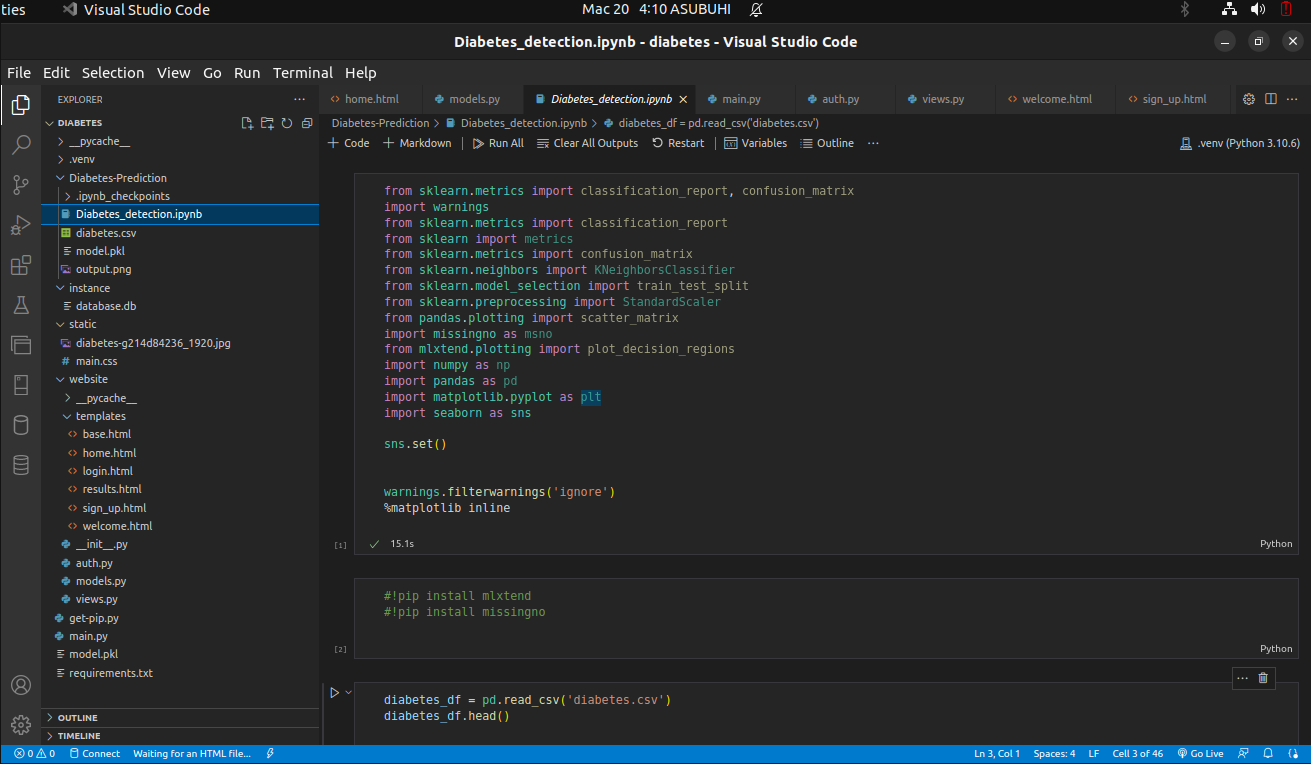 ties Visual Studio Code Mac 20 4:10 ASUBUHI
Diabetes_detection.ipynb - diabetes - Visual Studio Code
File Edit Selection View Go Run Terminal Help
EXPLORER
DIABETES
__pycache__
.venv
Diabetes-Prediction
.ipynb_checkpoints
Diabetes_detection.ipynb
diabetes.csv
model.pkl
output.png
instance
database.db
static
diabetes-g214d84236_1920.jpg
main.css
website
__pycache__
templates
base.html
home.html
login.html
results.html
sign_up.html
welcome.html
__init__.py
auth.py
models.py
views.py
get-pip.py
main.py
model.pkl
requirements.txt
OUTLINE
TIMELINE
home.html models.py Diabetes_detection.ipynb main.py auth.py views.py welcome.html sign_up.html
Diabetes-Prediction > Diabetes_detection.ipynb > diabetes_df = pd.read_csv('diabetes.csv')
+ Code + Markdown Run All Clear All Outputs Restart Variables Outline ... .venv (Python 3.10.6)
from sklearn.metrics import classification_report, confusion_matrix
import warnings
from sklearn.metrics import classification_report
from sklearn import metrics
from sklearn.metrics import confusion_matrix
from sklearn.neighbors import KNeighborsClassifier
from sklearn.model_selection import train_test_split
from sklearn.preprocessing import StandardScaler
from pandas.plotting import scatter_matrix
import missingno as msno
from mlxtend.plotting import plot_decision_regions
import numpy as np
import pandas as pd
import matplotlib.pyplot as plt
import seaborn as sns
sns.set()
warnings.filterwarnings('ignore')
%matplotlib inline
[1] 15.1s Python
#!pip install mlxtend
#!pip install missingno
[2] Python
diabetes_df = pd.read_csv('diabetes.csv')
diabetes_df.head()
0 0 Connect Waiting for an HTML file... Ln 3, Col 1 Spaces: 4 LF Cell 3 of 46 Go Live